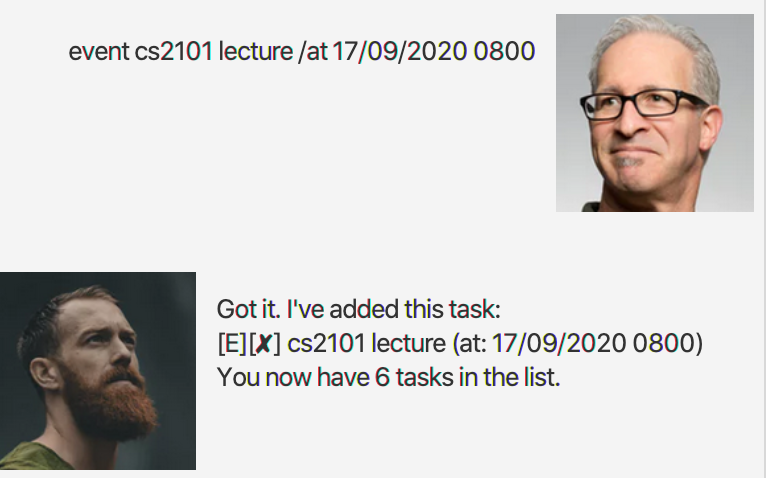 event cs2101 lecture /at 17/09/2020 0800
Got it. I've added this task:
[E][✘] cs2101 lecture (at: 17/09/2020 0800)
You now have 6 tasks in the list.